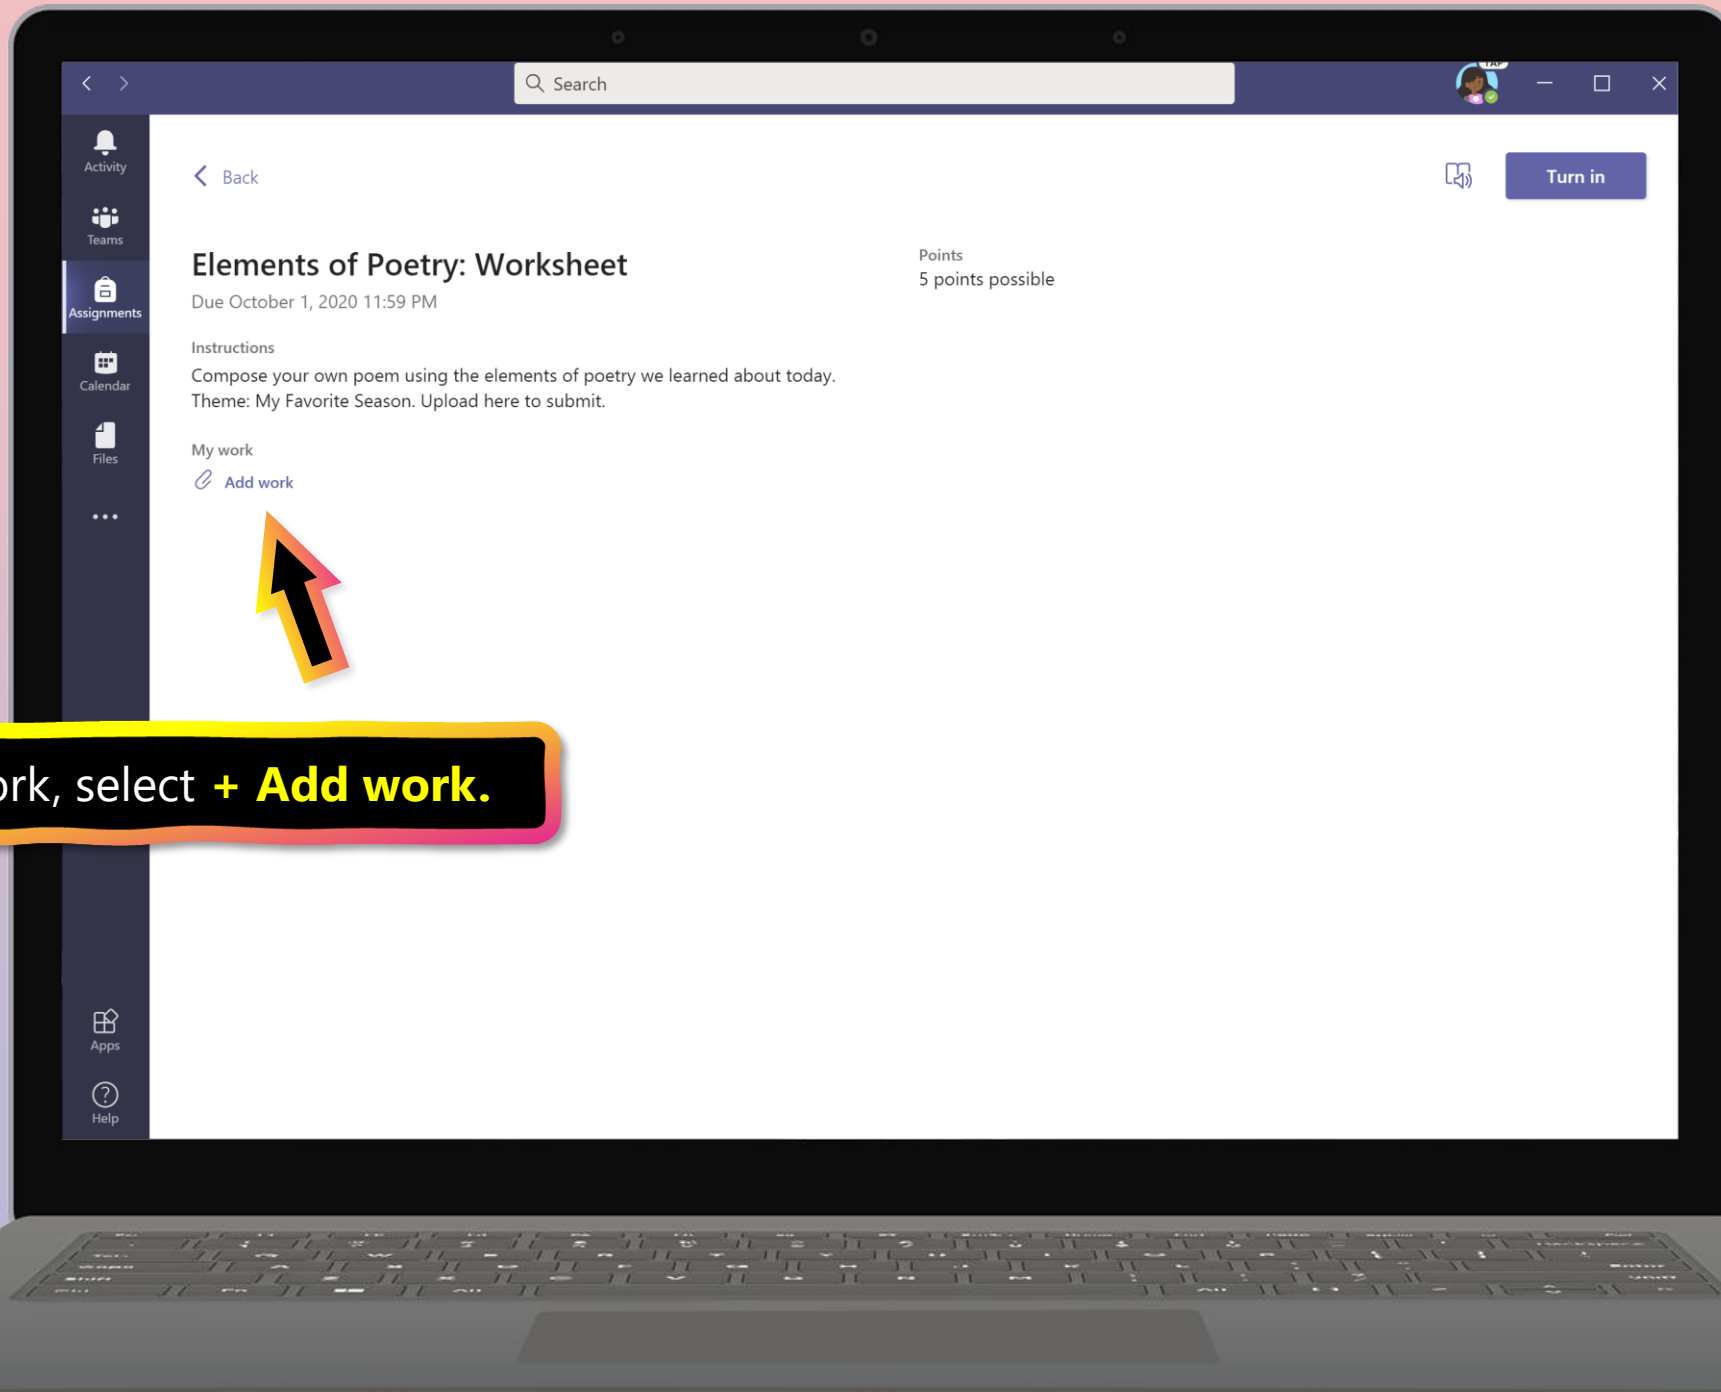 Search
TAP
Activity
Teams
Assignments
Calendar
Files
Apps
Help
Back
Turn in
Elements of Poetry: Worksheet
Due October 1, 2020 11:59 PM
Points
5 points possible
Instructions
Compose your own poem using the elements of poetry we learned about today.
Theme: My Favorite Season. Upload here to submit.
My work
Add work
ork, select + Add work.